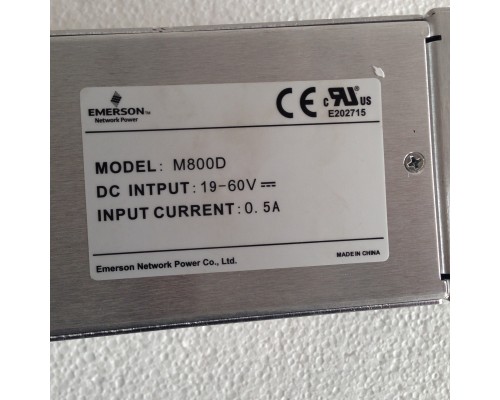 EMERSON
Network Power
CE c RU US
E202715
MODEL: M800D
DC INTPUT: 19-60V
INPUT CURRENT: 0.5A
Emerson Network Power Co., Ltd.
MADE IN CHINA